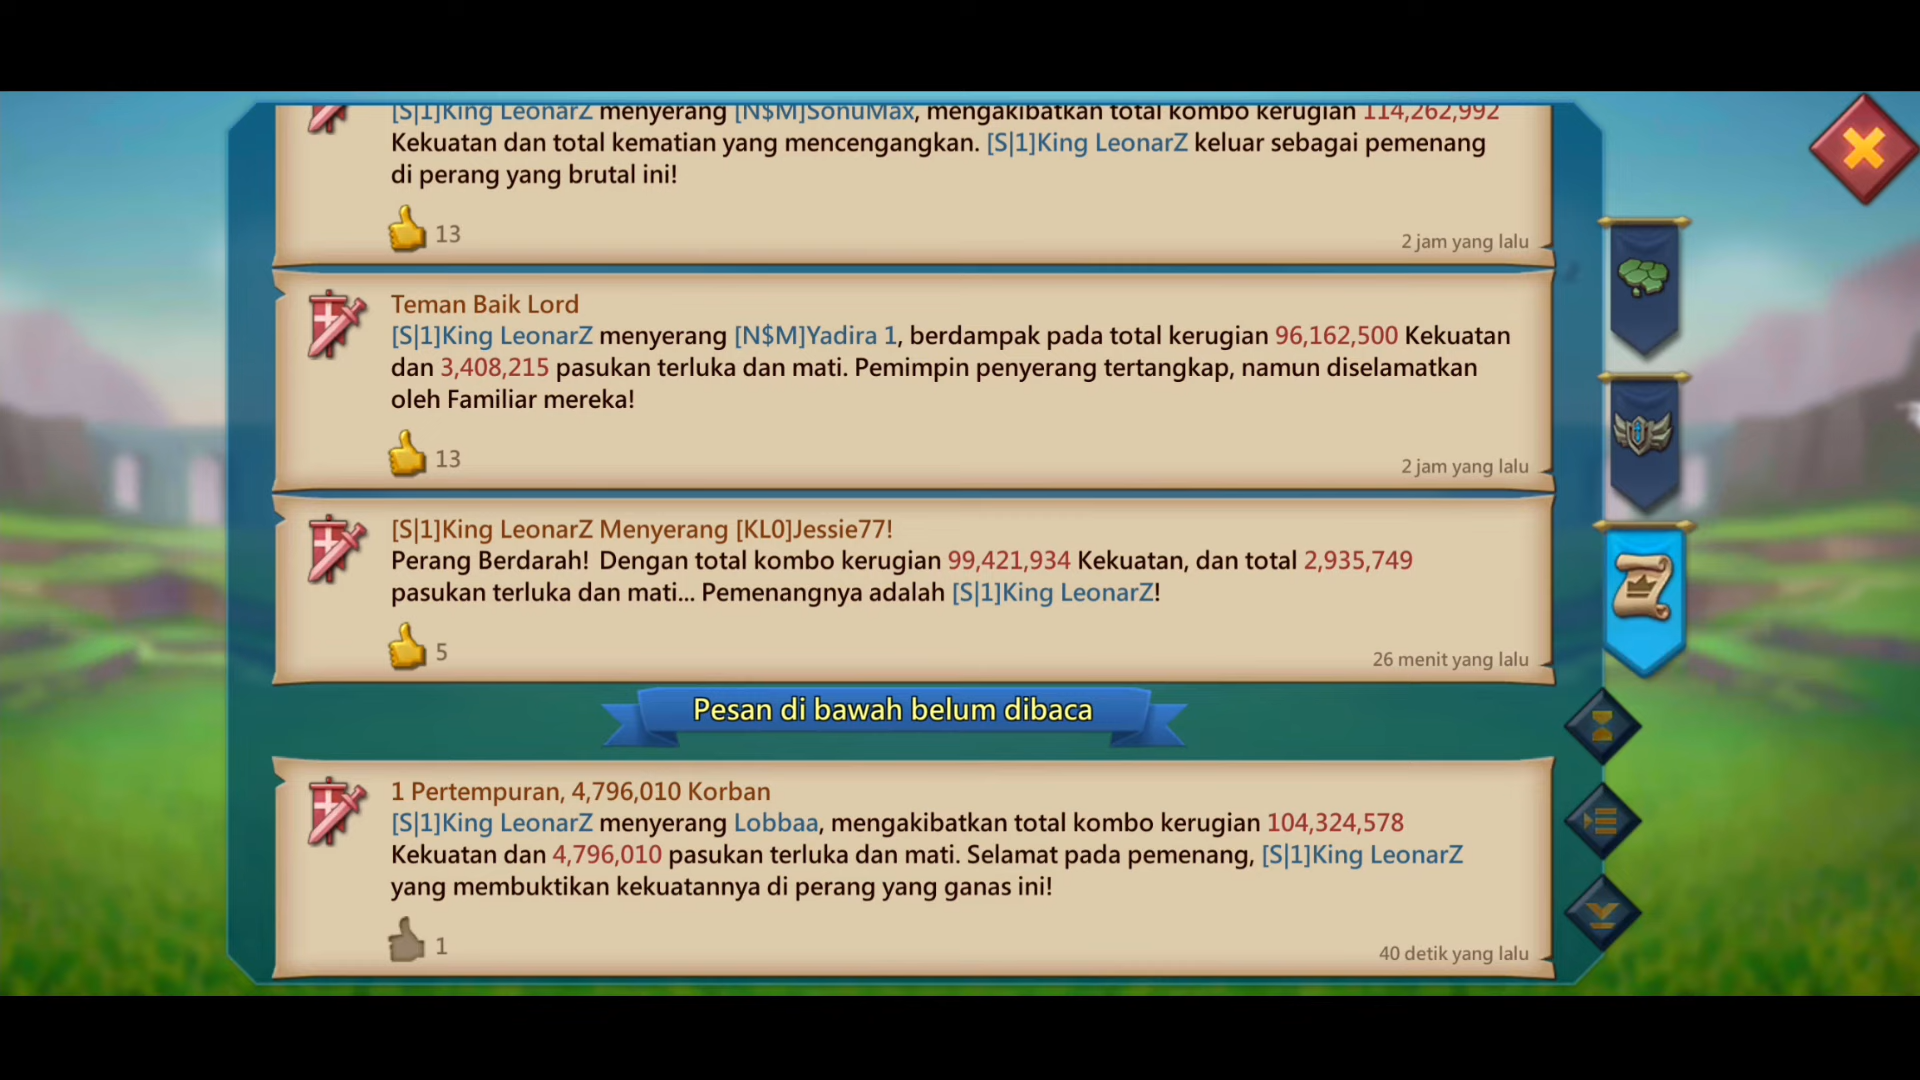 [S|1]King LeonarZ menyerang [N$M]SonuMax, mengakibatkan total kombo kerugian 114,262,992
Kekuatan dan total kematian yang mencengangkan. [S|1]King LeonarZ keluar sebagai pemenang
di perang yang brutal ini!
13
2 jam yang lalu
Teman Baik Lord
[S|1]King LeonarZ menyerang [N$M]Yadira 1, berdampak pada total kerugian 96,162,500 Kekuatan
dan 3,408,215 pasukan terluka dan mati. Pemimpin penyerang tertangkap, namun diselamatkan
oleh Familiar mereka!
13
2 jam yang lalu
[S|1]King LeonarZ Menyerang [KL0]Jessie77!
Perang Berdarah! Dengan total kombo kerugian 99,421,934 Kekuatan, dan total 2,935,749
pasukan terluka dan mati... Pemenangnya adalah [S|1]King LeonarZ!
5
26 menit yang lalu
Pesan di bawah belum dibaca
1 Pertempuran, 4,796,010 Korban
[S|1]King LeonarZ menyerang Lobbaa, mengakibatkan total kombo kerugian 104,324,578
Kekuatan dan 4,796,010 pasukan terluka dan mati. Selamat pada pemenang, [S|1]King LeonarZ
yang membuktikan kekuatannya di perang yang ganas ini!
1
40 detik yang lalu